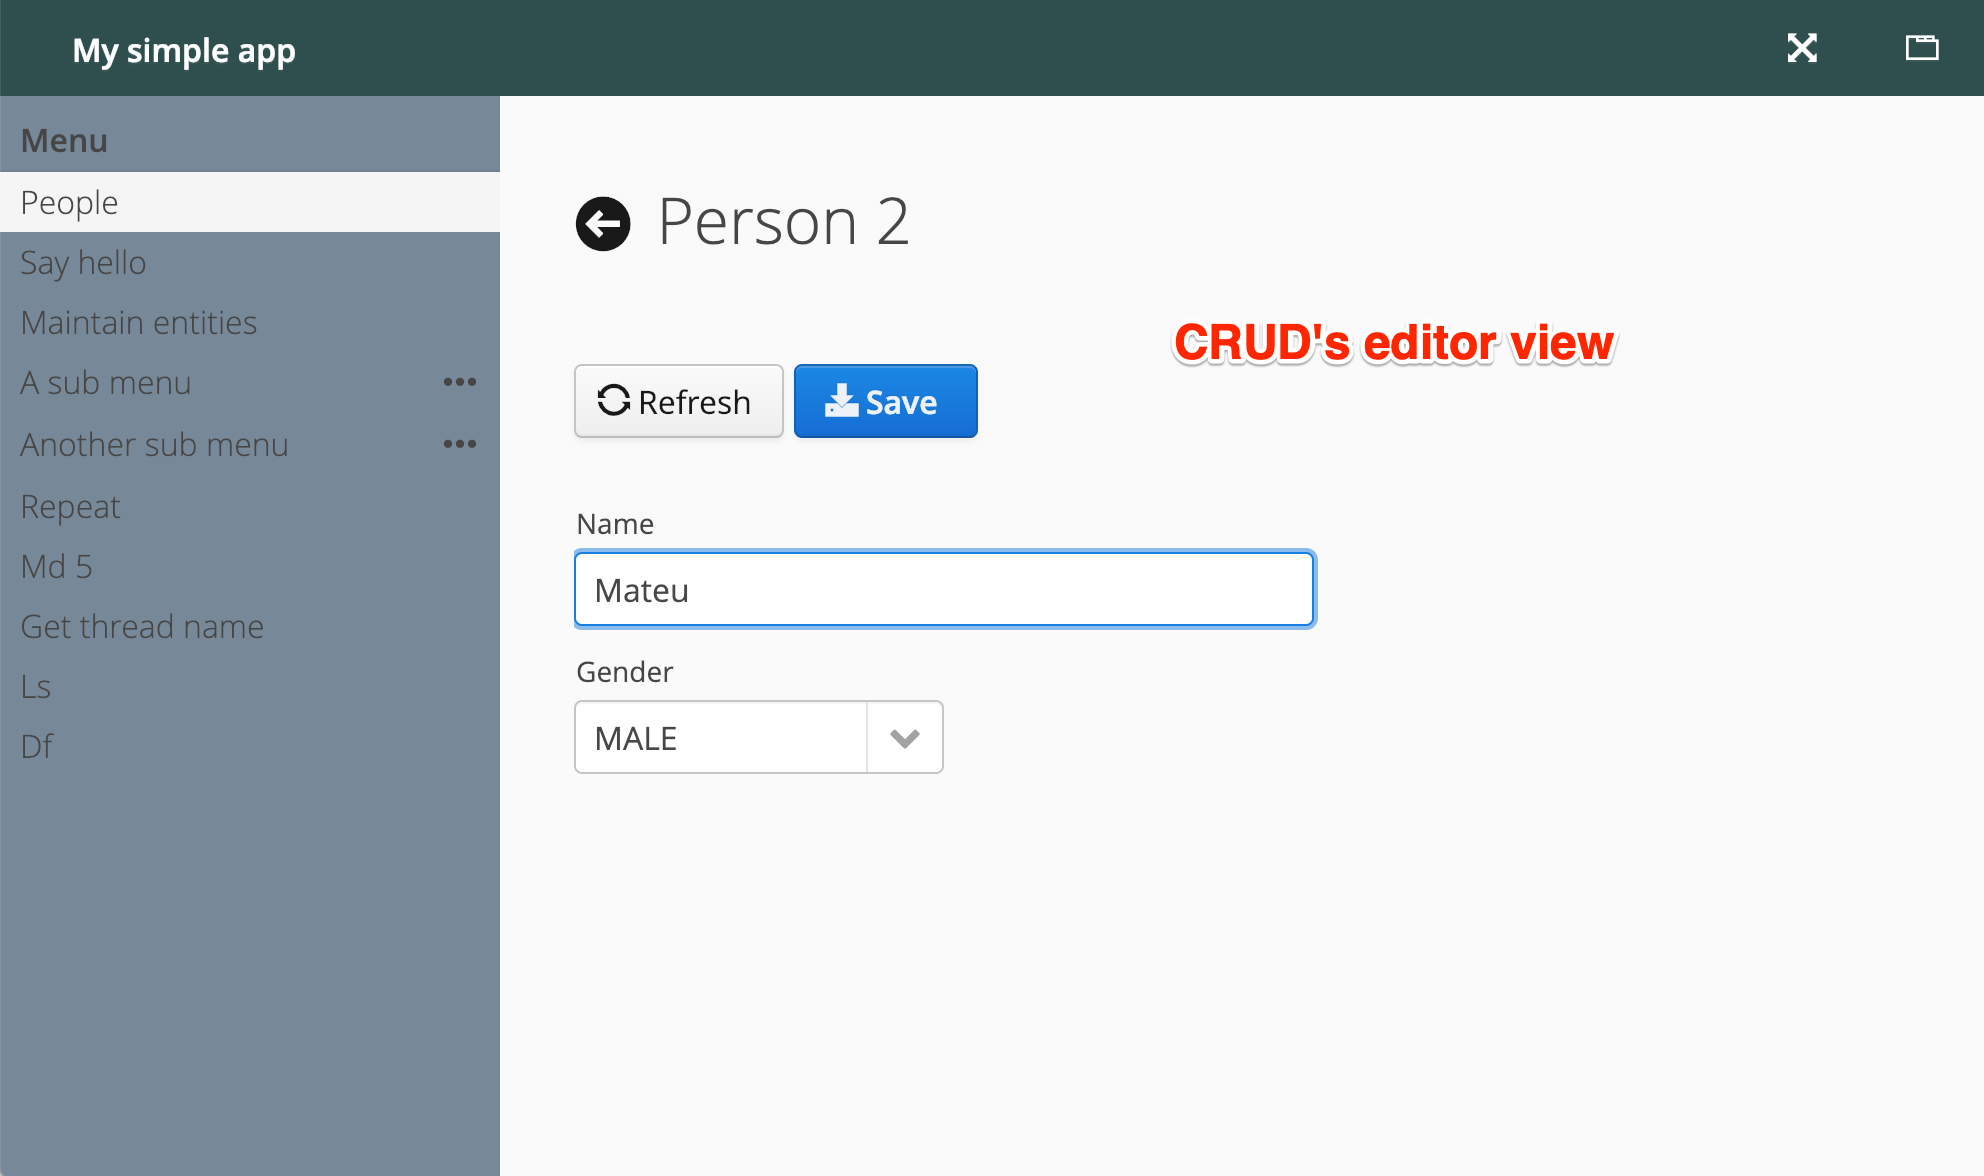 My simple app
Menu
People
Say hello
Maintain entities
A sub menu
Another sub menu
Repeat
Md 5
Get thread name
Ls
Df
Person 2
CRUD's editor view
Refresh
Save
Name
Mateu
Gender
MALE